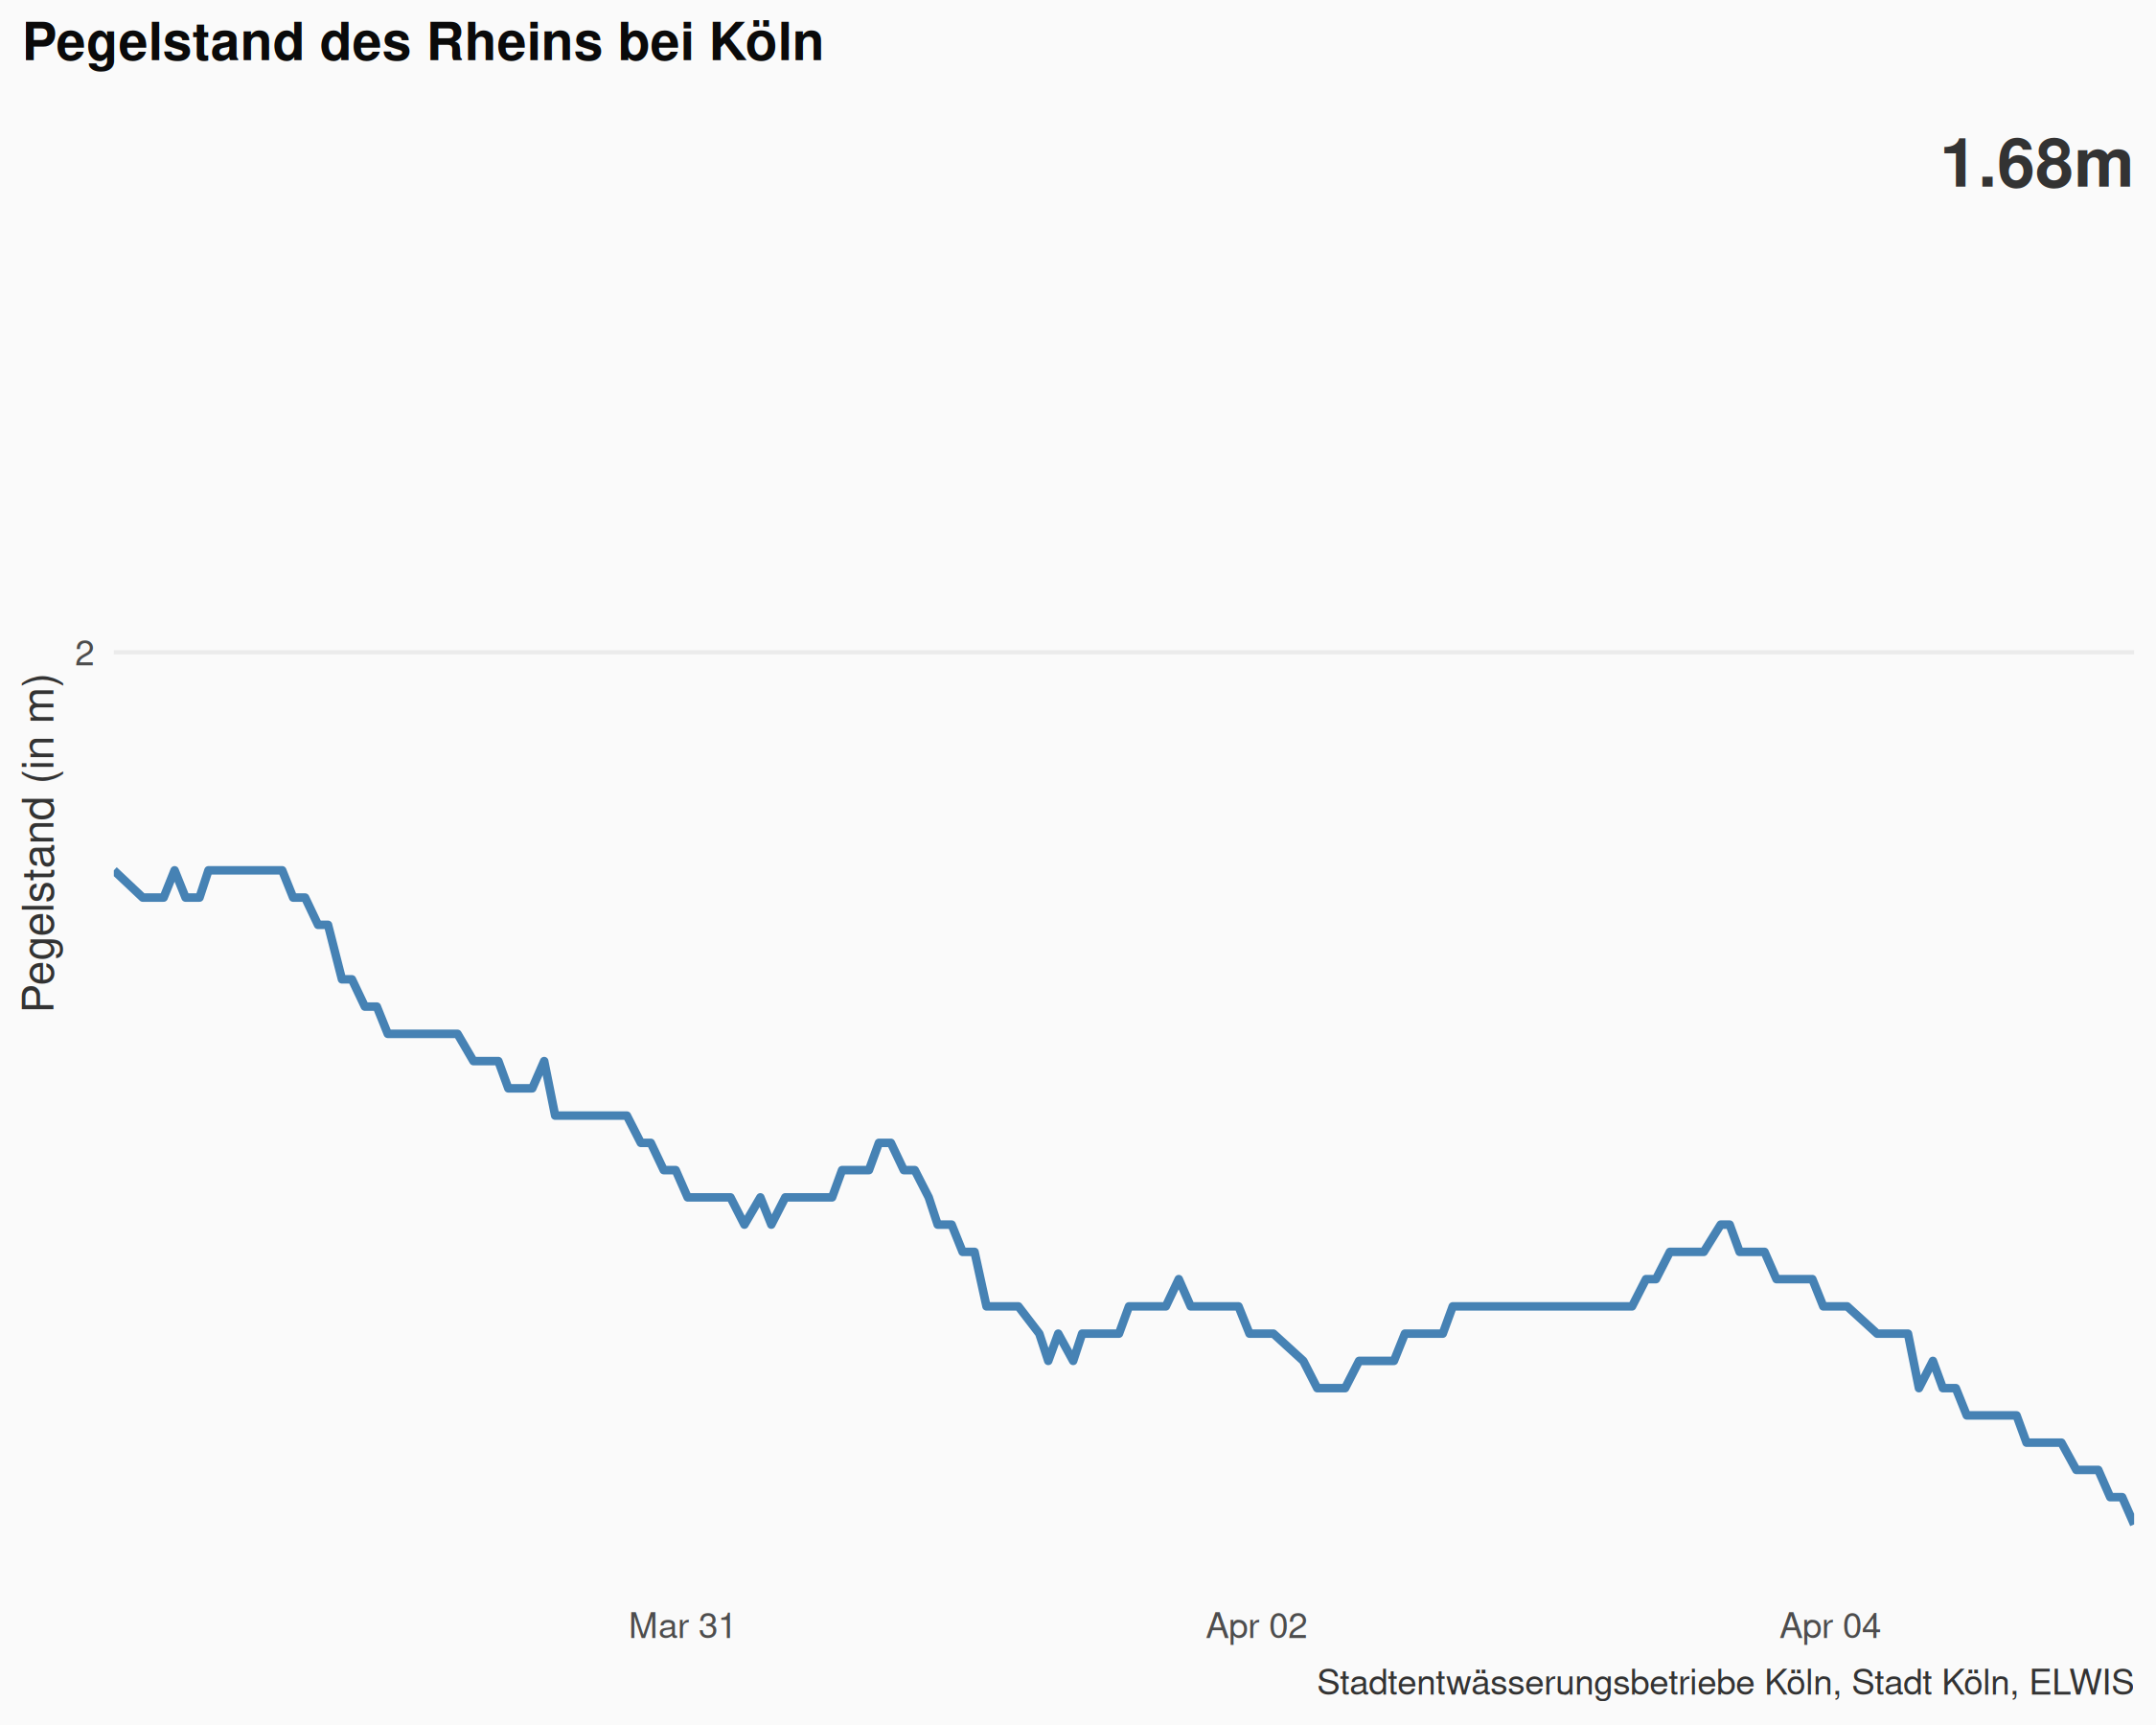 Pegelstand des Rheins bei Köln
1.68m
2
Pegelstand (in m)
Mar 31
Apr 02
Apr 04
Stadtentwässerungsbetriebe Köln, Stadt Köln, ELWIS